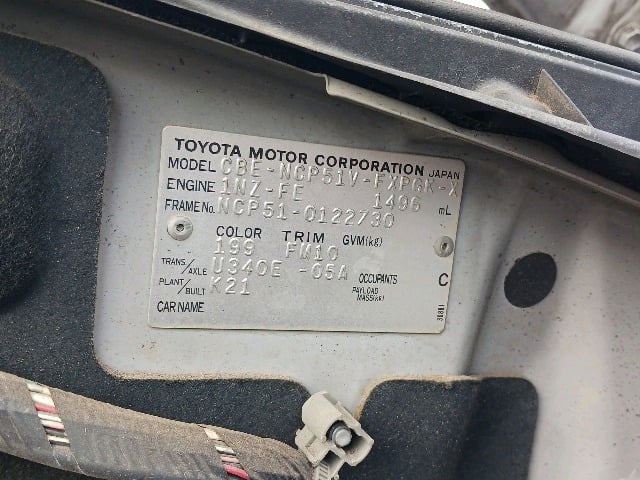 TOYOTA MOTOR CORPORATION JAPAN
MODEL CBE-NCP51V-FXPGK-X
ENGINE 1NZ-FE 1496 mL
FRAME No. NCP51-0122730
COLOR TRIM GVM(kg)
199 FM10
TRANS/AXLE U340E -05A OCCUPANTS C
PLANT/BUILT K21 PAYLOAD MASS(kg)
CAR NAME